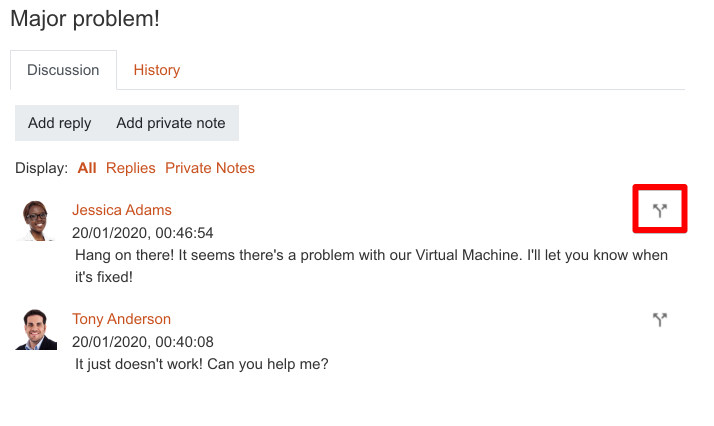 Major problem!
Discussion History
Add reply Add private note
Display: All Replies Private Notes
Jessica Adams
20/01/2020, 00:46:54
Hang on there! It seems there's a problem with our Virtual Machine. I'll let you know when
it's fixed!
Tony Anderson
20/01/2020, 00:40:08
It just doesn't work! Can you help me?